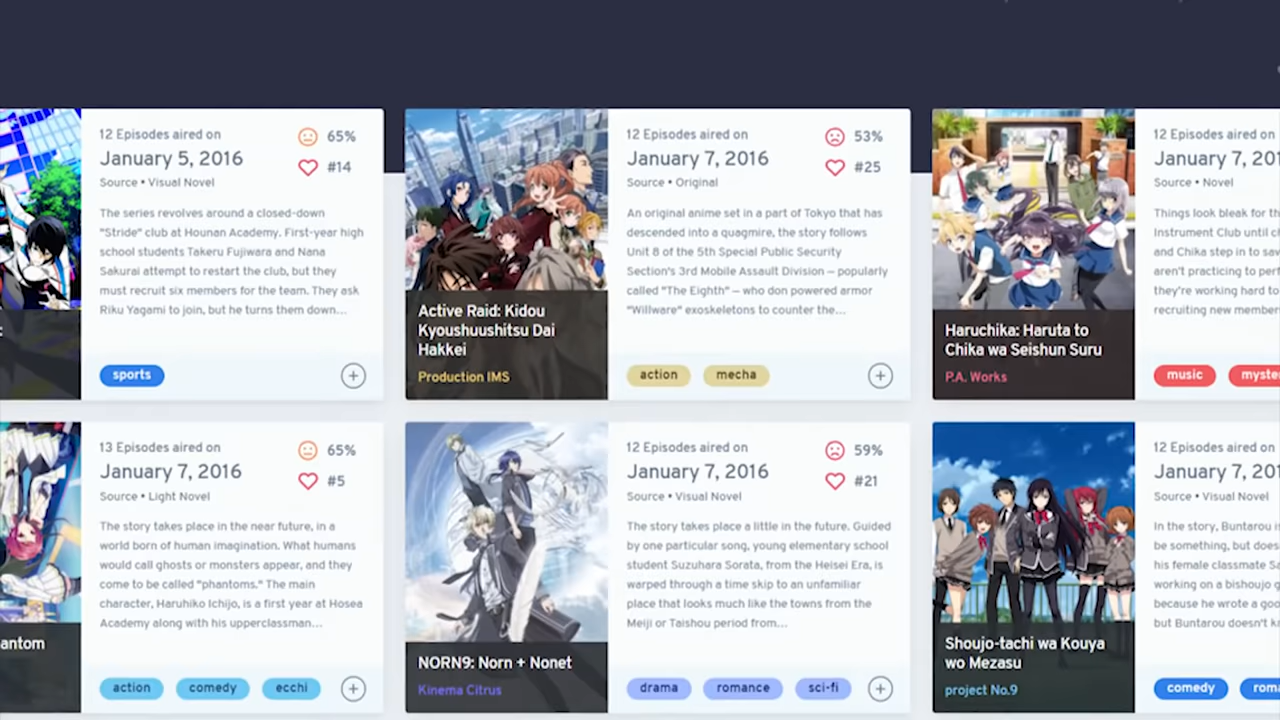 12 Episodes aired on
January 5, 2016
Source • Visual Novel
65%
#14
The series revolves around a closed-down
"Stride" club at Hounan Academy. First-year high
school students Takeru Fujiwara and Nana
Sakurai attempt to restart the club, but they
must recruit six members for the team. They ask
Riku Yagami to join, but he turns them down...
sports
Active Raid: Kidou
Kyoushuushitsu Dai
Hakkei
Production IMS
12 Episodes aired on
January 7, 2016
Source • Original
53%
#25
An original anime set in a part of Tokyo that has
descended into a quagmire, the story follows
Unit 8 of the 5th Special Public Security
Section's 3rd Mobile Assault Division — popularly
called "The Eighth" — who don powered armor
"Willware" exoskeletons to counter the...
action mecha
Haruchika: Haruta to
Chika wa Seishun Suru
P.A. Works
12 Episodes aired on
January 7, 201
Source • Novel
Things look bleak for th
Instrument Club until c
and Chika step in to sav
aren't practicing to per
they're working hard to
recruiting new member
music myste
antom
13 Episodes aired on
January 7, 2016
Source • Light Novel
65%
#5
The story takes place in the near future, in a
world born of human imagination. What humans
would call ghosts or monsters appear, and they
come to be called "phantoms." The main
character, Haruhiko Ichijo, is a first year at Hosea
Academy along with his upperclassman...
action comedy ecchi
NORN9: Norn + Nonet
Kinema Citrus
12 Episodes aired on
January 7, 2016
Source • Visual Novel
59%
#21
The story takes place a little in the future. Guided
by one particular song, young elementary school
student Suzuhara Sorata, from the Heisei Era, is
warped through a time skip to an unfamiliar
place that looks much like the towns from the
Meiji or Taishou period from...
drama romance sci-fi
Shoujo-tachi wa Kouya
wo Mezasu
project No.9
12 Episodes aired on
January 7, 201
Source • Visual Novel
In the story, Buntarou
be something, but does
his female classmate Sa
working on a bishoujo g
because he wrote a goo
but Buntarou doesn't k
comedy roma